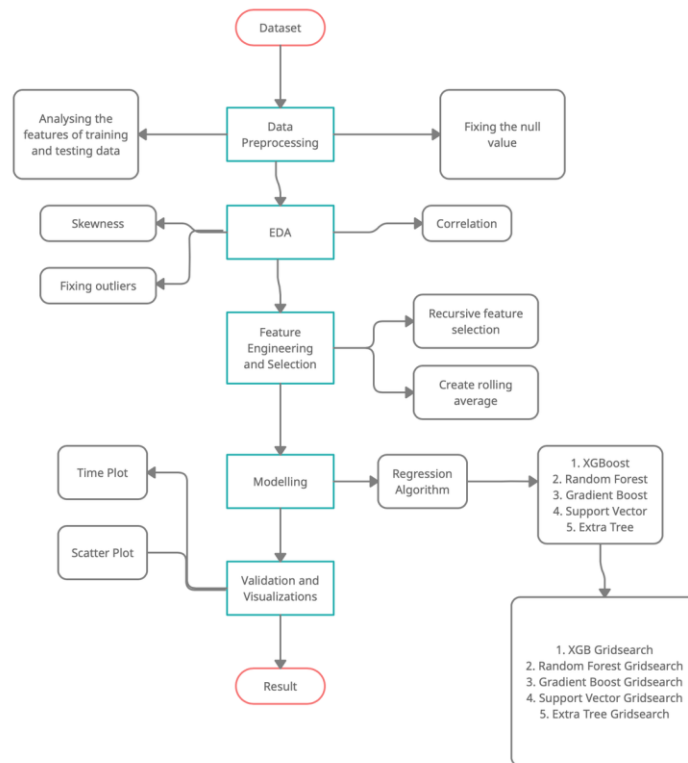 Dataset
Analysing the
features of training
and testing data
Data
Preprocessing
Fixing the null
value
Skewness
EDA
Correlation
Fixing outliers
Feature
Engineering
and Selection
Recursive feature
selection
Create rolling
average
Time Plot
Modelling
Regression
Algorithm
1. XGBoost
2. Random Forest
3. Gradient Boost
4. Support Vector
5. Extra Tree
Scatter Plot
Validation and
Visualizations
1. XGB Gridsearch
2. Random Forest Gridsearch
3. Gradient Boost Gridsearch
4. Support Vector Gridsearch
5. Extra Tree Gridsearch
Result